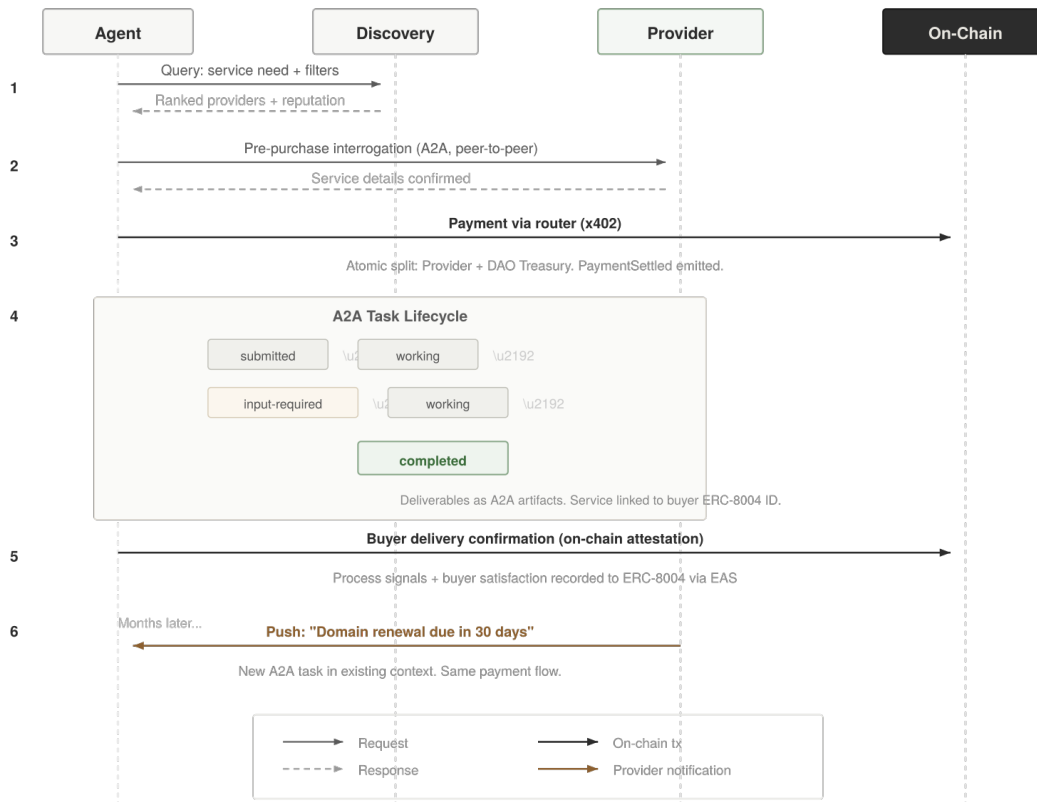 Agent
Discovery
Provider
On-Chain
1
Query: service need + filters
Ranked providers + reputation
2
Pre-purchase interrogation (A2A, peer-to-peer)
Service details confirmed
3
Payment via router (x402)
Atomic split: Provider + DAO Treasury. PaymentSettled emitted.
4
A2A Task Lifecycle
submitted
\u2
working
\u2192
input-required
\u2
working
\u2192
completed
Deliverables as A2A artifacts. Service linked to buyer ERC-8004 ID.
5
Buyer delivery confirmation (on-chain attestation)
Process signals + buyer satisfaction recorded to ERC-8004 via EAS
6
Months later...
Push: "Domain renewal due in 30 days"
New A2A task in existing context. Same payment flow.
Request
On-chain tx
Response
Provider notification